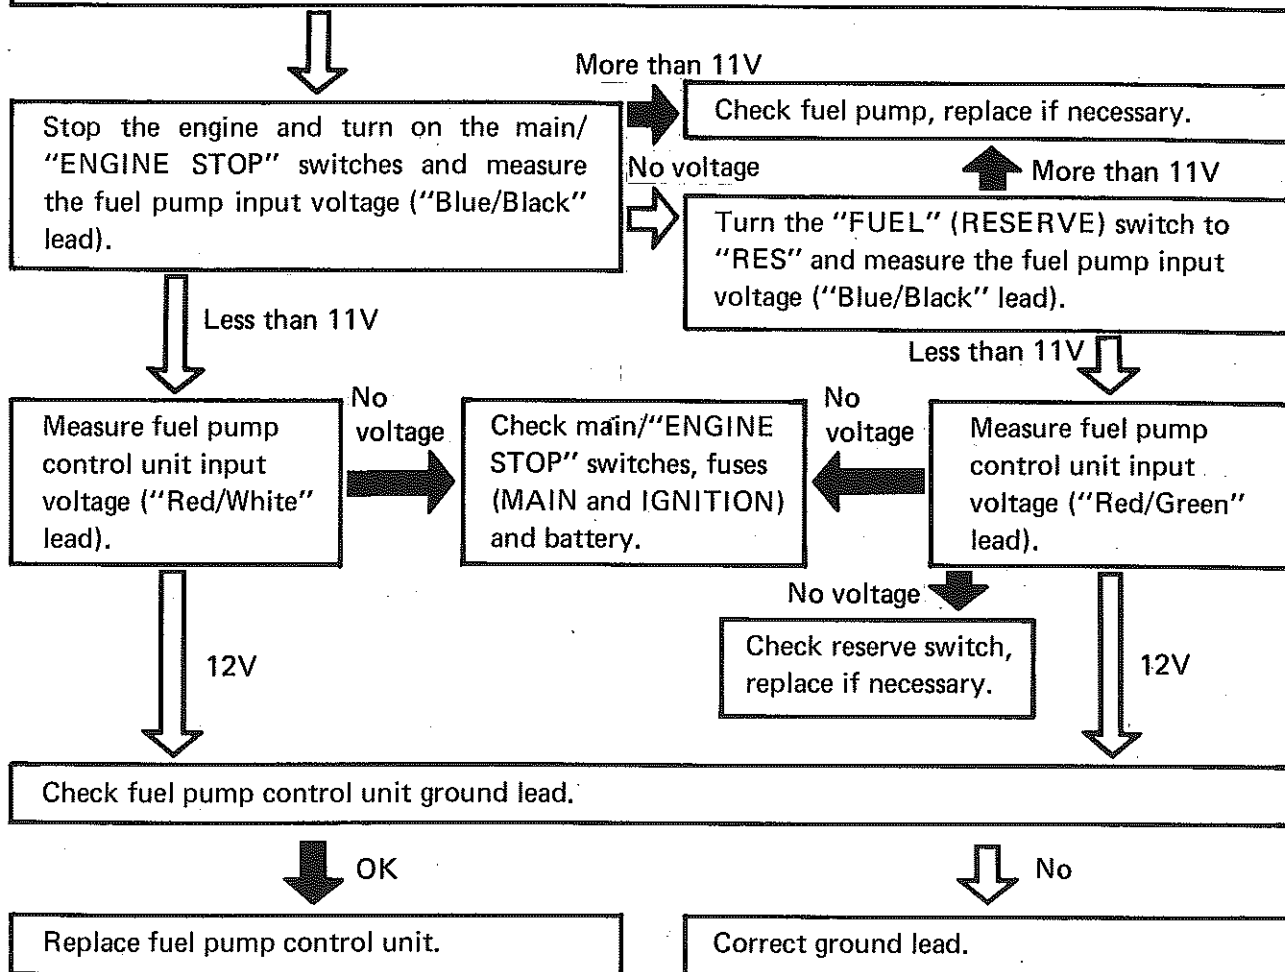 More than 11V
Check fuel pump, replace if necessary.
Stop the engine and turn on the main/
"ENGINE STOP" switches and measure
the fuel pump input voltage ("Blue/Black"
lead).
No voltage
More than 11V
Turn the "FUEL" (RESERVE) switch to
"RES" and measure the fuel pump input
voltage ("Blue/Black" lead).
Less than 11V
Less than 11V
Measure fuel pump
control unit input
voltage ("Red/White"
lead).
No
voltage
Check main/"ENGINE
STOP" switches, fuses
(MAIN and IGNITION)
and battery.
No
voltage
Measure fuel pump
control unit input
voltage ("Red/Green"
lead).
No voltage
Check reserve switch,
replace if necessary.
12V
12V
Check fuel pump control unit ground lead.
OK
No
Replace fuel pump control unit.
Correct ground lead.